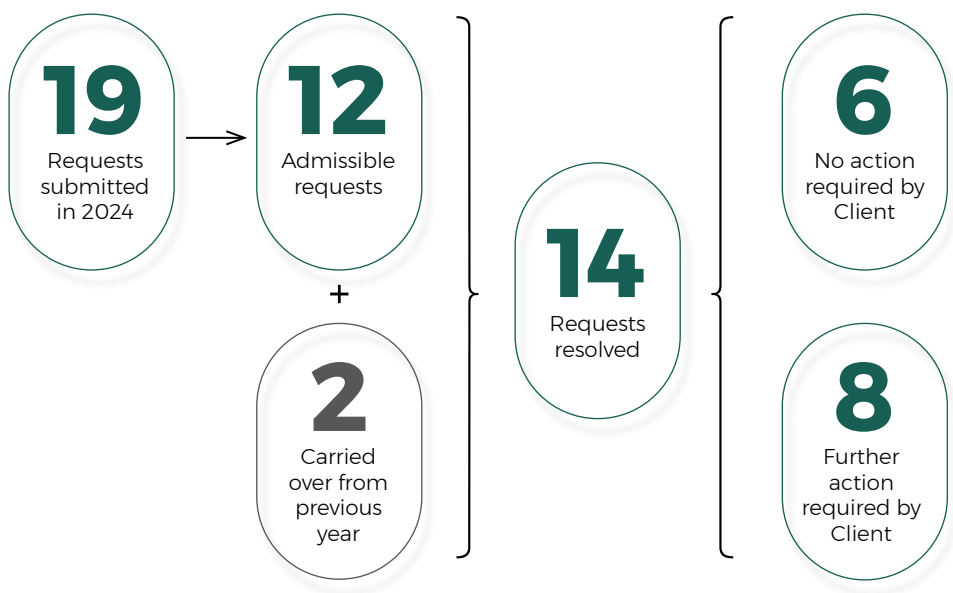 19
Requests
submitted
in 2024
12
Admissible
requests
+
2
Carried
over from
previous
year
14
Requests
resolved
6
No action
required by
Client
8
Further
action
required by
Client